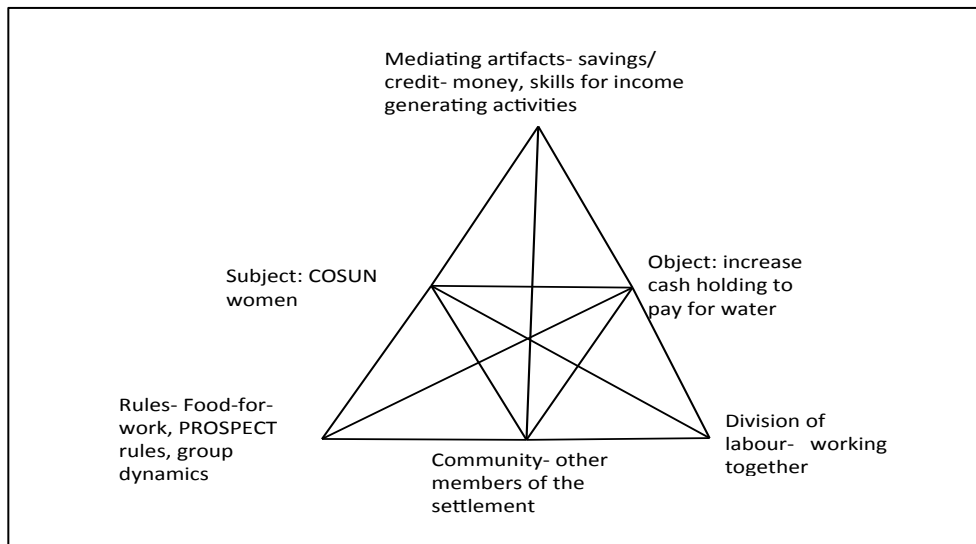 Mediating artifacts- savings/
credit- money, skills for income
generating activities
Subject: COSUN
women
Object: increase
cash holding to
pay for water
Rules- Food-for-
work, PROSPECT
rules, group
dynamics
Community- other
members of the
settlement
Division of
labour- working
together